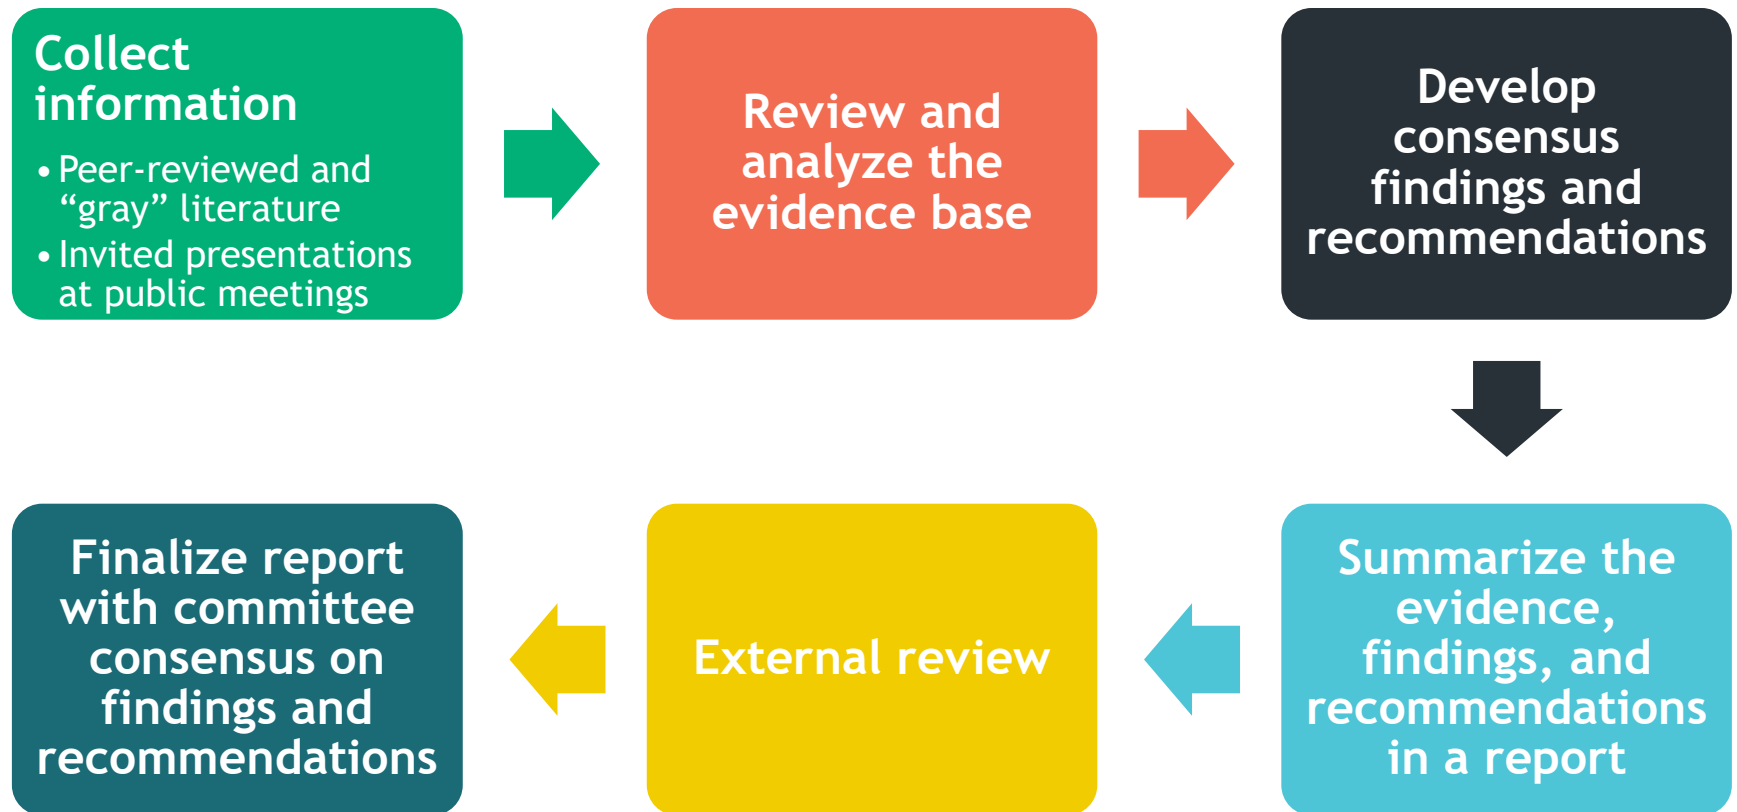 Collect
information
• Peer-reviewed and
“gray” literature
• Invited presentations
at public meetings
Review and
analyze the
evidence base
Develop
consensus
findings and
recommendations
Summarize the
evidence,
findings, and
recommendations
in a report
External review
Finalize report
with committee
consensus on
findings and
recommendations